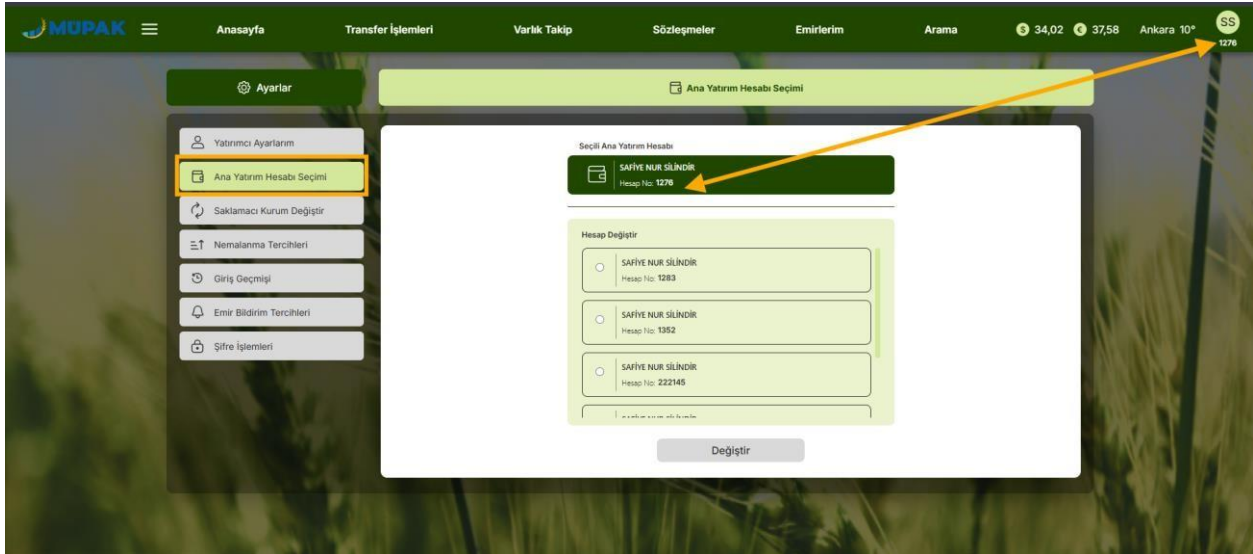 MÜPAK
Anasayfa
Transfer İşlemleri
Varlık Takip
Sözleşmeler
Emirlerim
Arama
$ 34,02 € 37,58
Ankara 10°
SS
1276
Ayarlar
Ana Yatırım Hesabı Seçimi
Yatırımcı Ayarlarım
Ana Yatırım Hesabı Seçimi
Saklamacı Kurum Değiştir
Nemalanma Tercihleri
Giriş Geçmişi
Emir Bildirim Tercihleri
Şifre İşlemleri
Seçili Ana Yatırım Hesabı
SAFİYE NUR SİLİNDİR
Hesap No: 1276
Hesap Değiştir
SAFİYE NUR SİLİNDİR
Hesap No: 1283
SAFİYE NUR SİLİNDİR
Hesap No: 1352
SAFİYE NUR SİLİNDİR
Hesap No: 222145
Değiştir